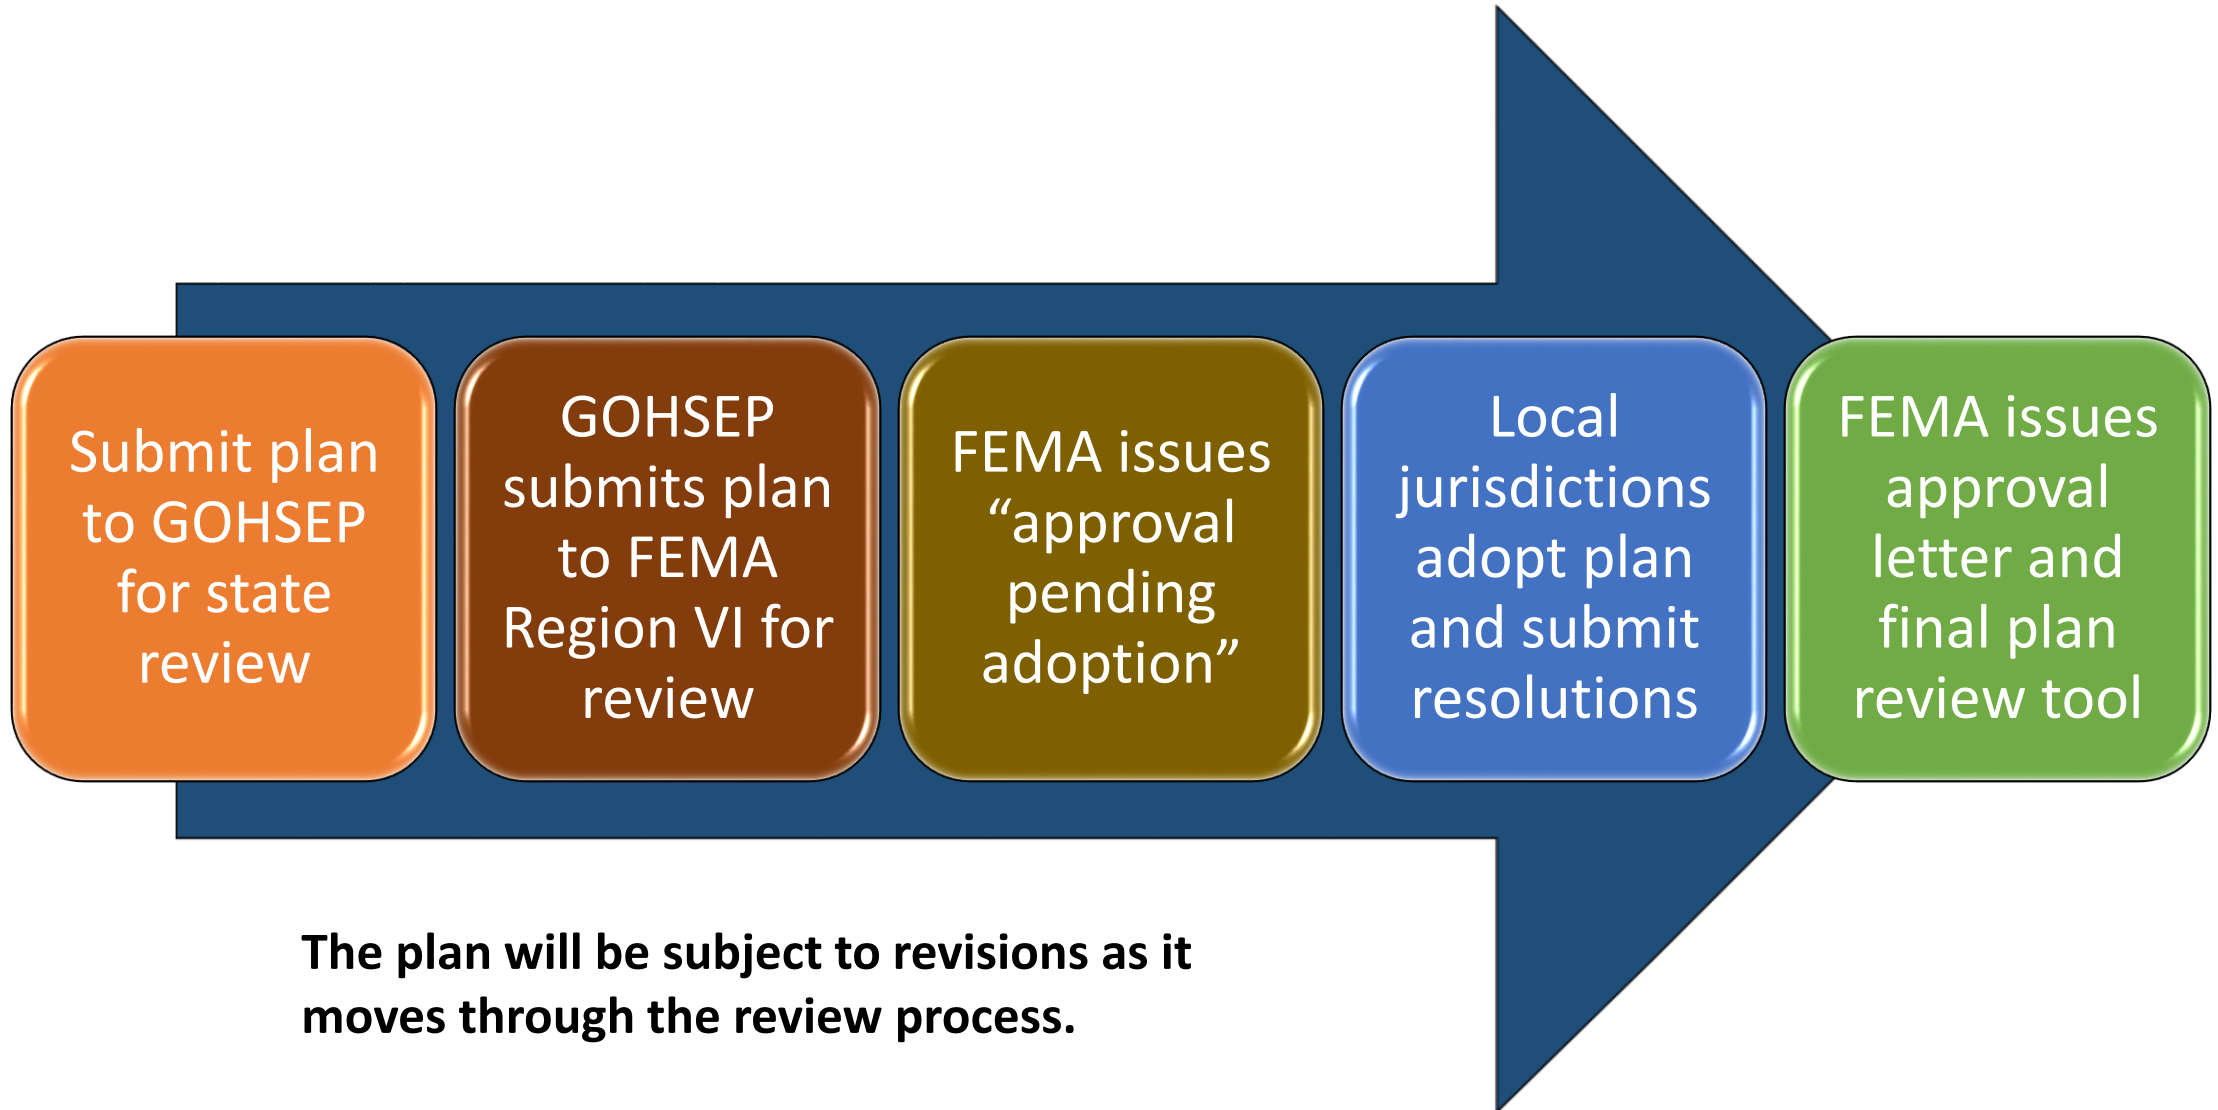 Submit plan
to GOHSEP
for state
review
GOHSEP
submits plan
to FEMA
Region VI for
review
FEMA issues
“approval
pending
adoption”
Local
jurisdictions
adopt plan
and submit
resolutions
FEMA issues
approval
letter and
final plan
review tool
The plan will be subject to revisions as it
moves through the review process.